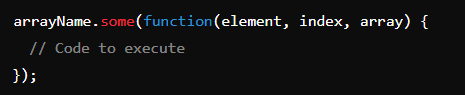 arrayName.some(function(element, index, array) {
  // Code to execute
});